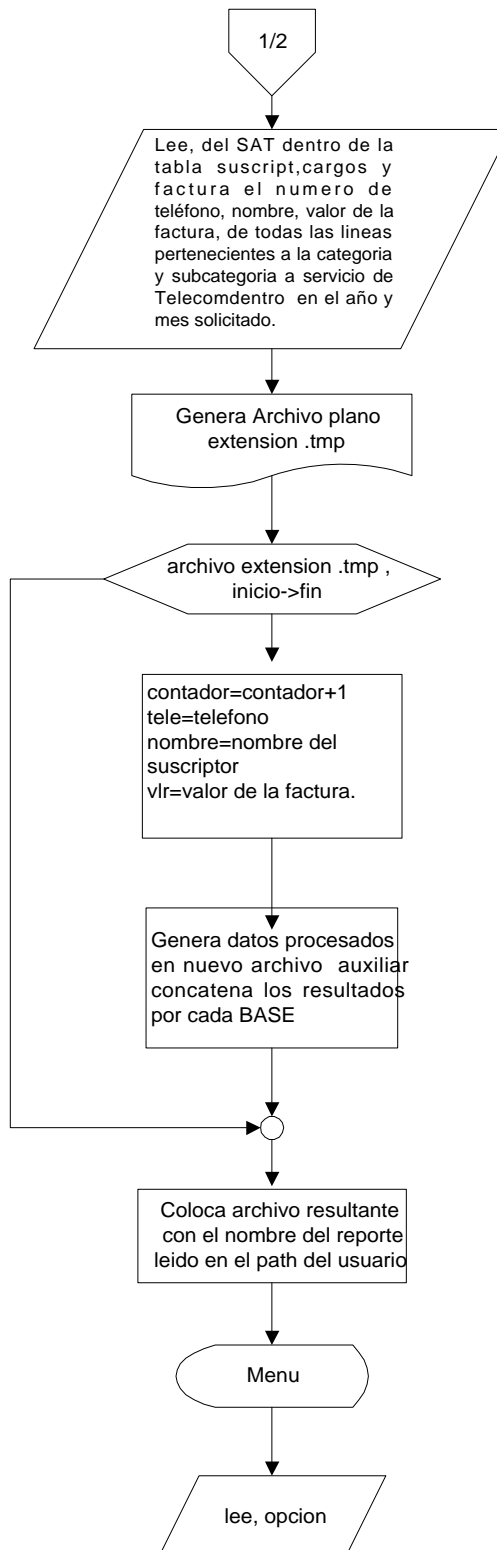 1/2
Lee, del SAT dentro de la
tabla suscript,cargos y
factura el numero de
teléfono, nombre, valor de la
factura, de todas las lineas
pertenecientes a la categoria
y subcategoria a servicio de
Telecomdentro en el año y
mes solicitado.
Genera Archivo plano
extension .tmp
archivo extension .tmp ,
inicio->fin
contador=contador+1
tele=telefono
nombre=nombre del
suscriptor
vlr=valor de la factura.
Genera datos procesados
en nuevo archivo auxiliar
concatena los resultados
por cada BASE
Coloca archivo resultante
con el nombre del reporte
leido en el path del usuario
Menu
lee, opcion